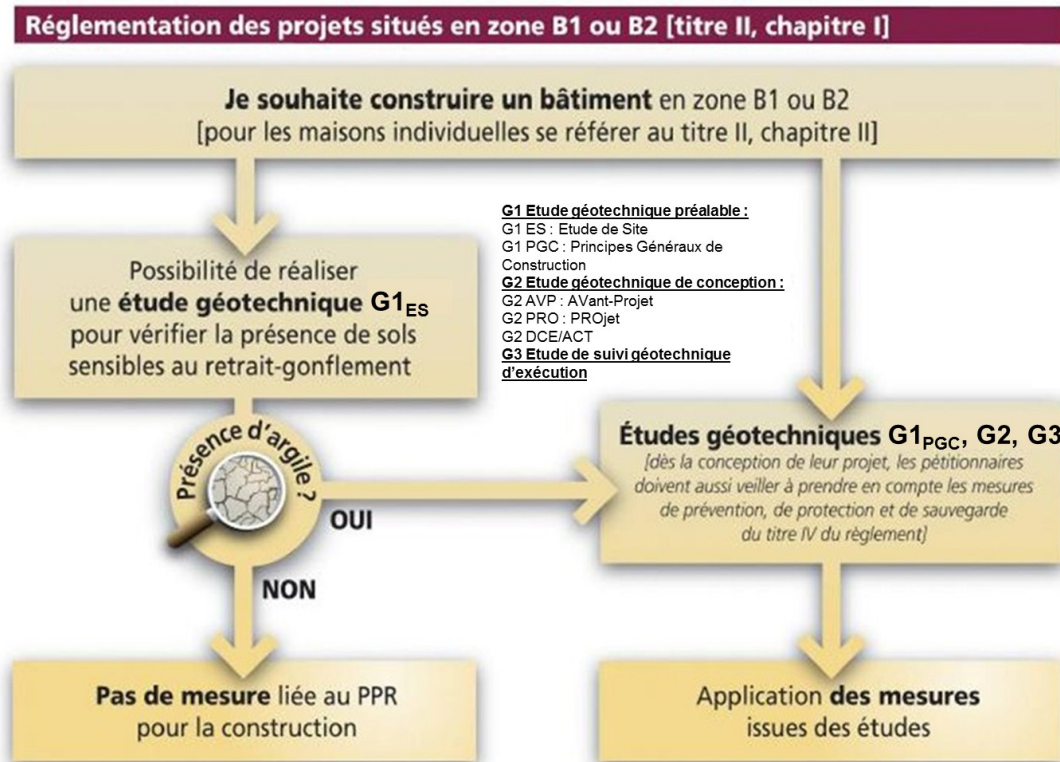 Réglementation des projets situés en zone B1 ou B2 [titre II, chapitre I]
Je souhaite construire un bâtiment en zone B1 ou B2
[pour les maisons individuelles se référer au titre II, chapitre II]
Possibilité de réaliser
une étude géotechnique G1ES
pour vérifier la présence de sols
sensibles au retrait-gonflement
G1 Etude géotechnique préalable :
G1 ES : Etude de Site
G1 PGC : Principes Généraux de
Construction
G2 Etude géotechnique de conception :
G2 AVP : AVant-Projet
G2 PRO : PROjet
G2 DCE/ACT
G3 Etude de suivi géotechnique
d'exécution
Présence d'argile ?
OUI
NON
Études géotechniques G1PGC, G2, G3
[dès la conception de leur projet, les pétitionnaires
doivent aussi veiller à prendre en compte les mesures
de prévention, de protection et de sauvegarde
du titre IV du règlement]
Pas de mesure liée au PPR
pour la construction
Application des mesures
issues des études